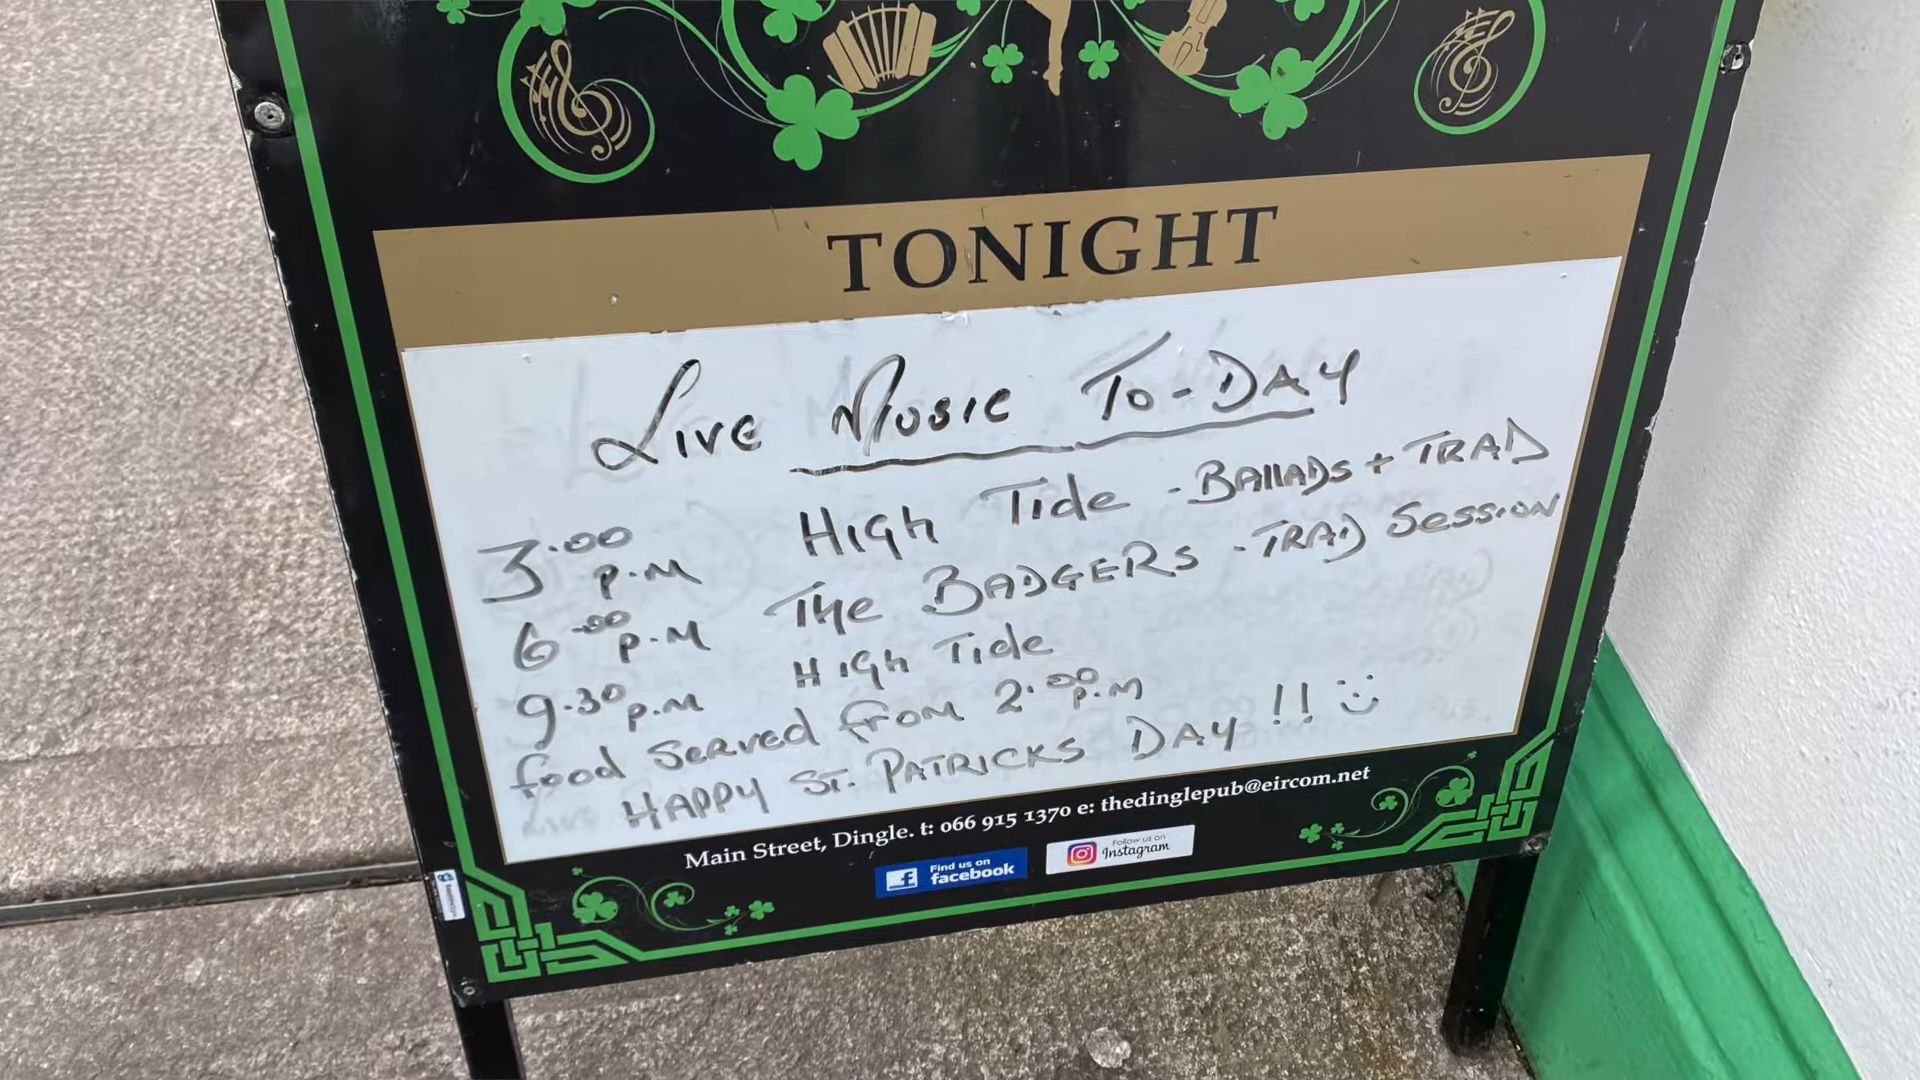 TONIGHT
LIVE MUSIC TO-DAY
3.00 P.M HIGH TIDE - BALLADS + TRAD
6.00 P.M THE BADGERS - TRAD SESSION
9.30 P.M HIGH TIDE
FOOD SERVED FROM 2.00 P.M
HAPPY ST. PATRICKS DAY !! :)
Main Street, Dingle. t: 066 915 1370 e: thedinglepub@eircom.net
Find us on facebook
Follow us on Instagram